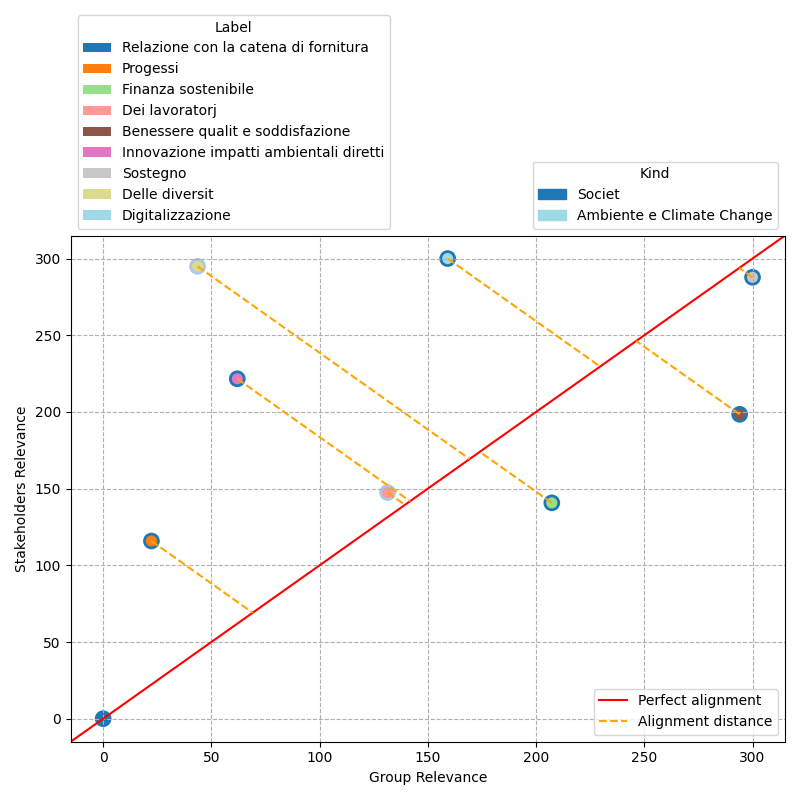 Label
Relazione con la catena di fornitura
Progessi
Finanza sostenibile
Dei lavoratorj
Benessere qualit e soddisfazione
Innovazione impatti ambientali diretti
Sostegno
Delle diversit
Digitalizzazione
Kind
Societ
Ambiente e Climate Change
300
250
200
150
100
50
0
Stakeholders Relevance
Perfect alignment
Alignment distance
0 50 100 150 200 250 300
Group Relevance